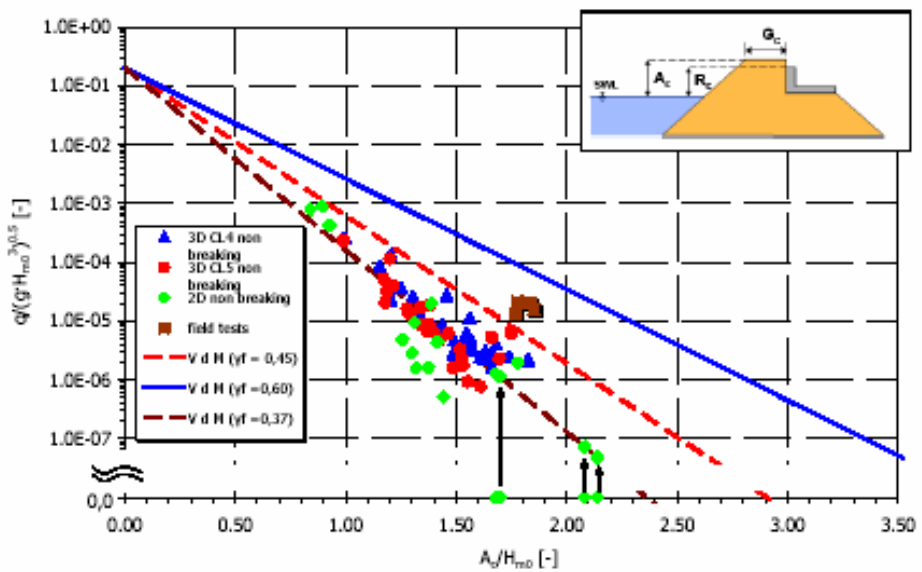 1.0E+00
1.0E-01
1.0E-02
1.0E-03
1.0E-04
1.0E-05
1.0E-06
1.0E-07
0,0
q/(g·Hm0³)^0.5 [-]
3D CL4 non
breaking
3D CL5 non
breaking
2D non breaking
field tests
V d M (γf = 0,45)
V d M (γf =0,60)
V d M (γf =0,37)
SWL
Ac
Rc
Gc
0.00 0.50 1.00 1.50 2.00 2.50 3.00 3.50
Ac/Hm0 [-]